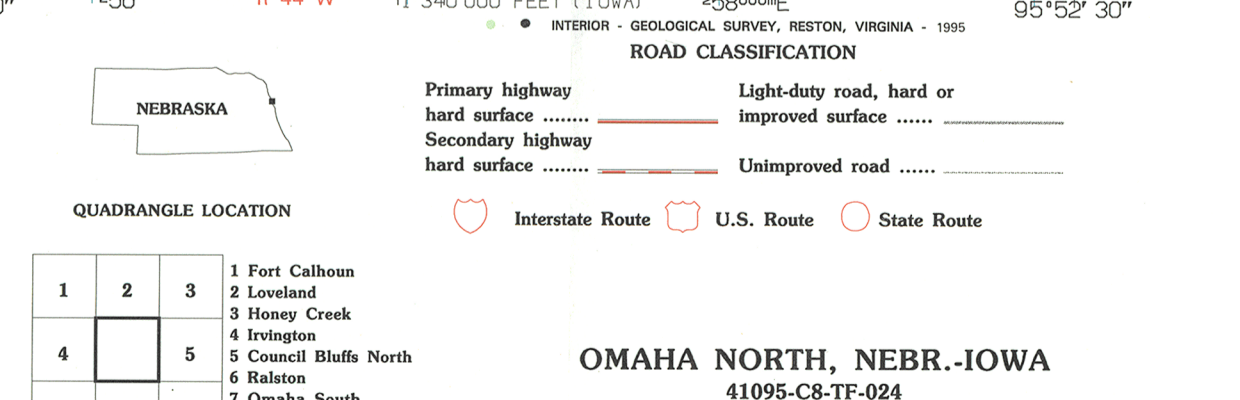 95°52′ 30″
INTERIOR - GEOLOGICAL SURVEY, RESTON, VIRGINIA - 1995
ROAD CLASSIFICATION
Primary highway
hard surface ........
Light-duty road, hard or
improved surface ......
Secondary highway
hard surface ........
Unimproved road ......
Interstate Route
U.S. Route
State Route
NEBRASKA
QUADRANGLE LOCATION
1 2 3
4 5
1 Fort Calhoun
2 Loveland
3 Honey Creek
4 Irvington
5 Council Bluffs North
6 Ralston
7 Omaha South
OMAHA NORTH, NEBR.-IOWA
41095-C8-TF-024